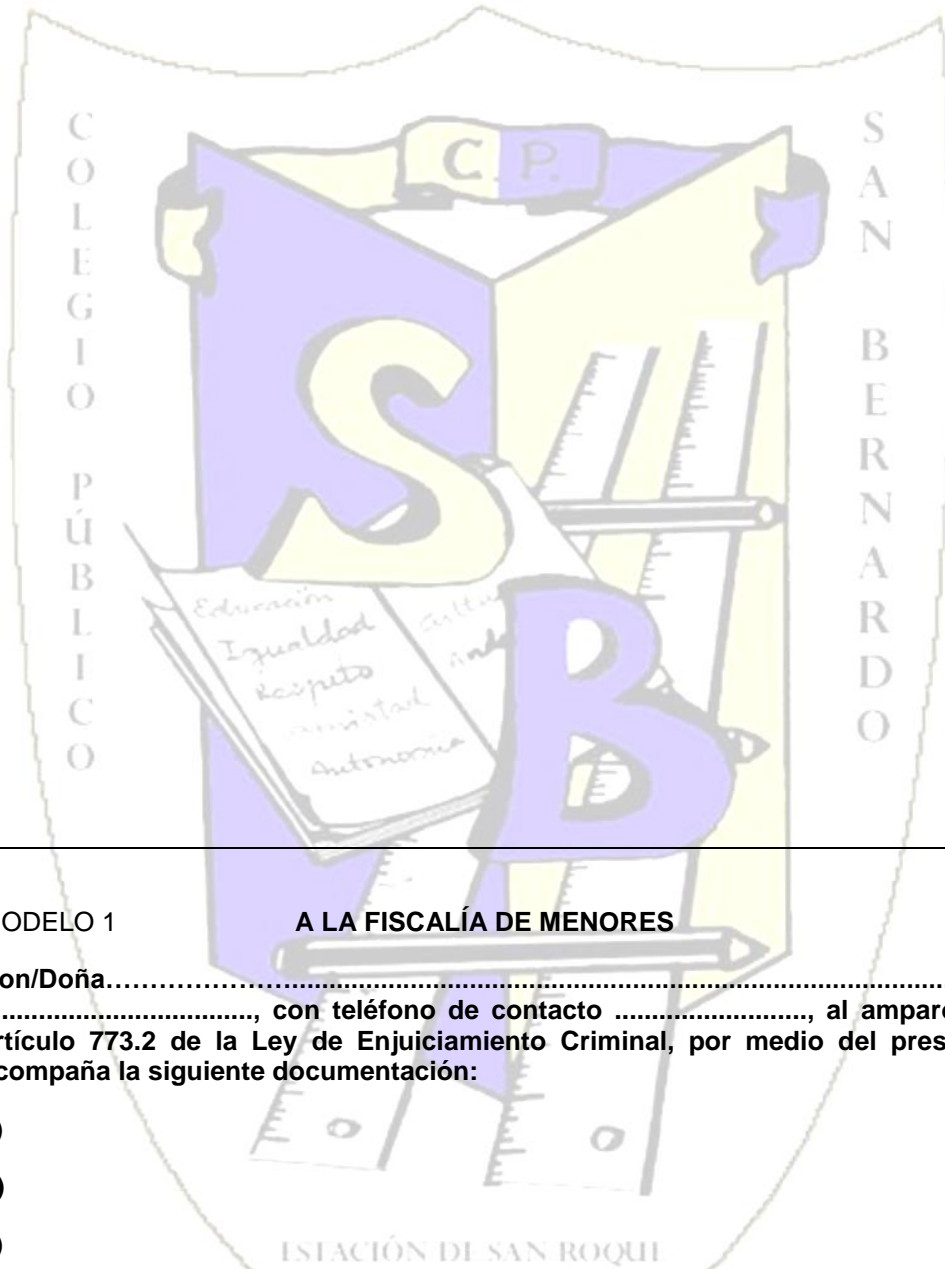 COLEGIO PÚBLICO
SAN BERNARDO
C. P.
S
B
Educación
Igualdad
Respeto
amistad
Autonomía
ODELO 1 A LA FISCALÍA DE MENORES
on/Doña...............................................................................................................
................................., con teléfono de contacto ........................., al amparo
rtículo 773.2 de la Ley de Enjuiciamiento Criminal, por medio del pres
compaña la siguiente documentación:
)
)
)
ESTACIÓN DE SAN ROQUE